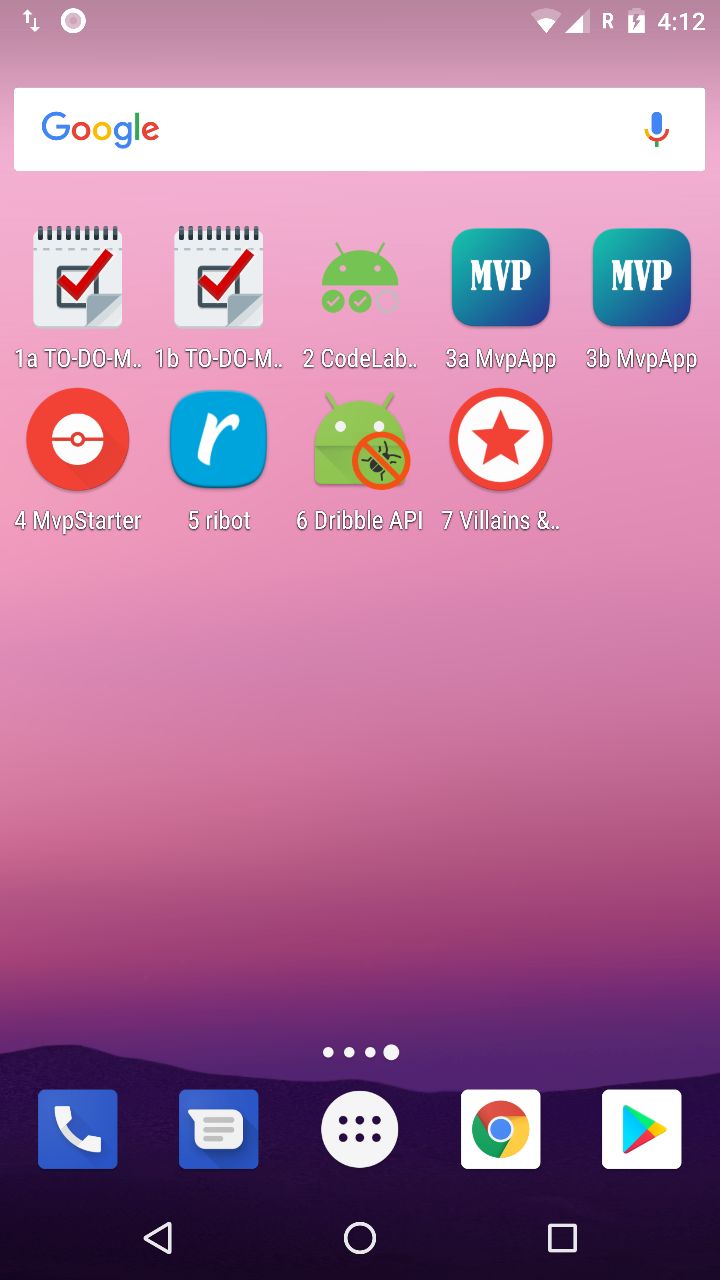 R 4:12
Google
MVP MVP
1a TO-DO-M.. 1b TO-DO-M.. 2 CodeLab.. 3a MvpApp 3b MvpApp
r
4 MvpStarter 5 ribot 6 Dribble API 7 Villains &..